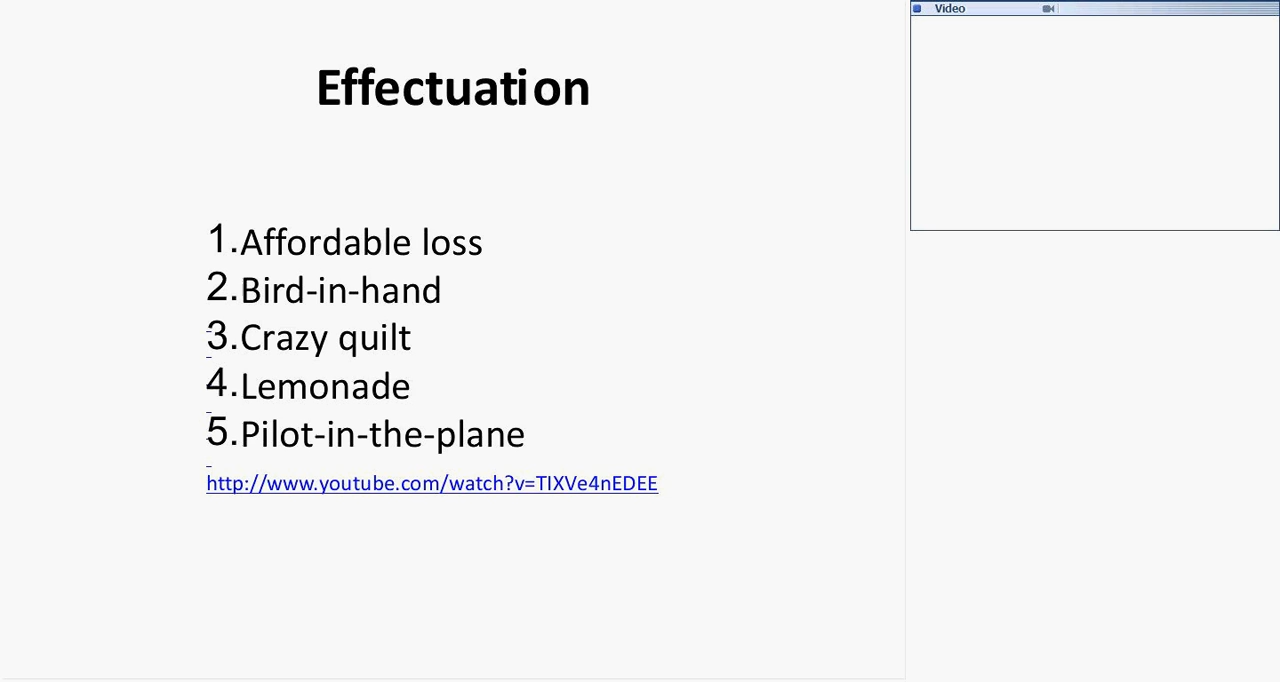 Video
Effectuation
1.Affordable loss
2.Bird-in-hand
3.Crazy quilt
4.Lemonade
5.Pilot-in-the-plane
http://www.youtube.com/watch?v=TIXVe4nEDEE